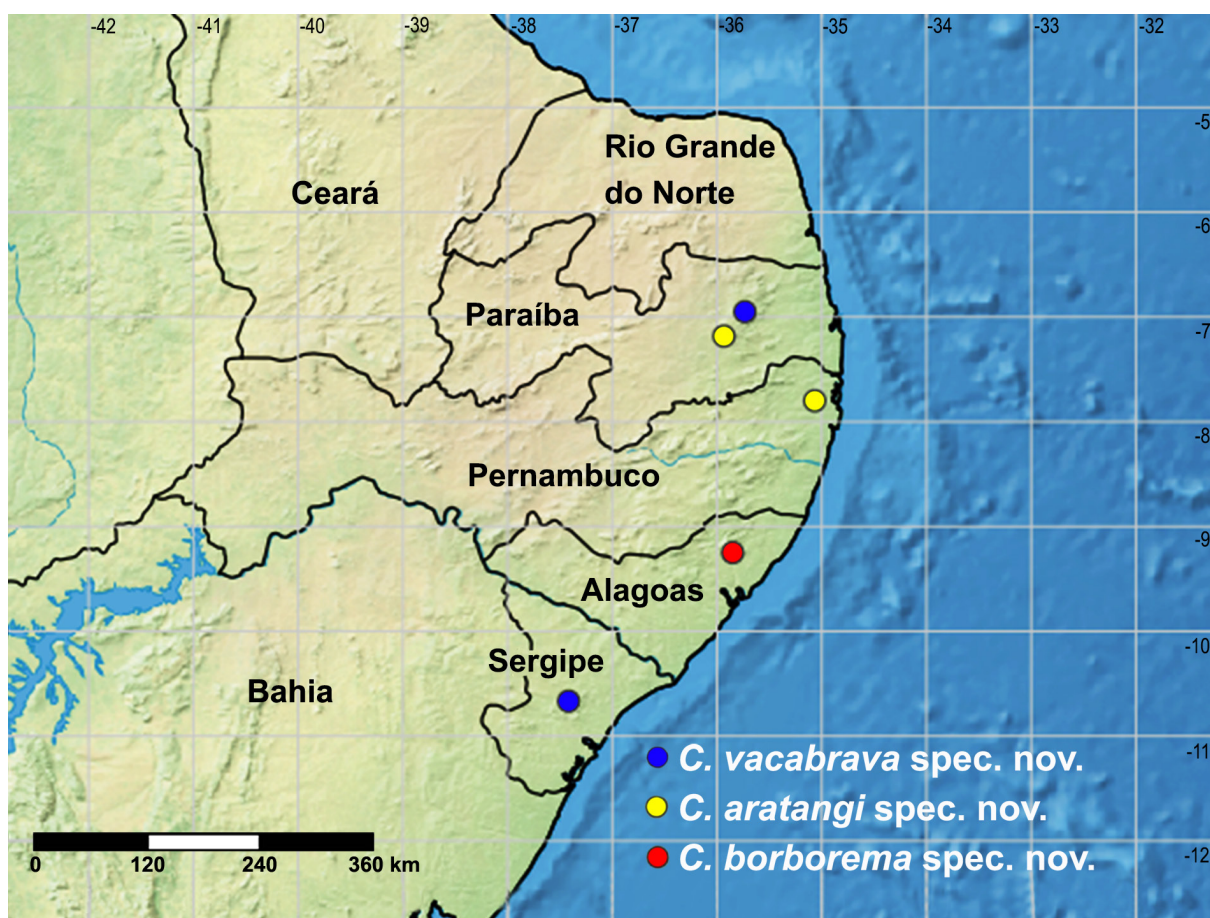 -42 -41 -40 -39 -38 -37 -36 -35 -34 -33 -32
-5
Rio Grande
do Norte
Ceará
-6
Paraíba
-7
-8
Pernambuco
-9
Alagoas
-10
Sergipe
Bahia
-11
C. vacabrava spec. nov.
C. aratangi spec. nov.
-12
C. borborema spec. nov.
0 120 240 360 km